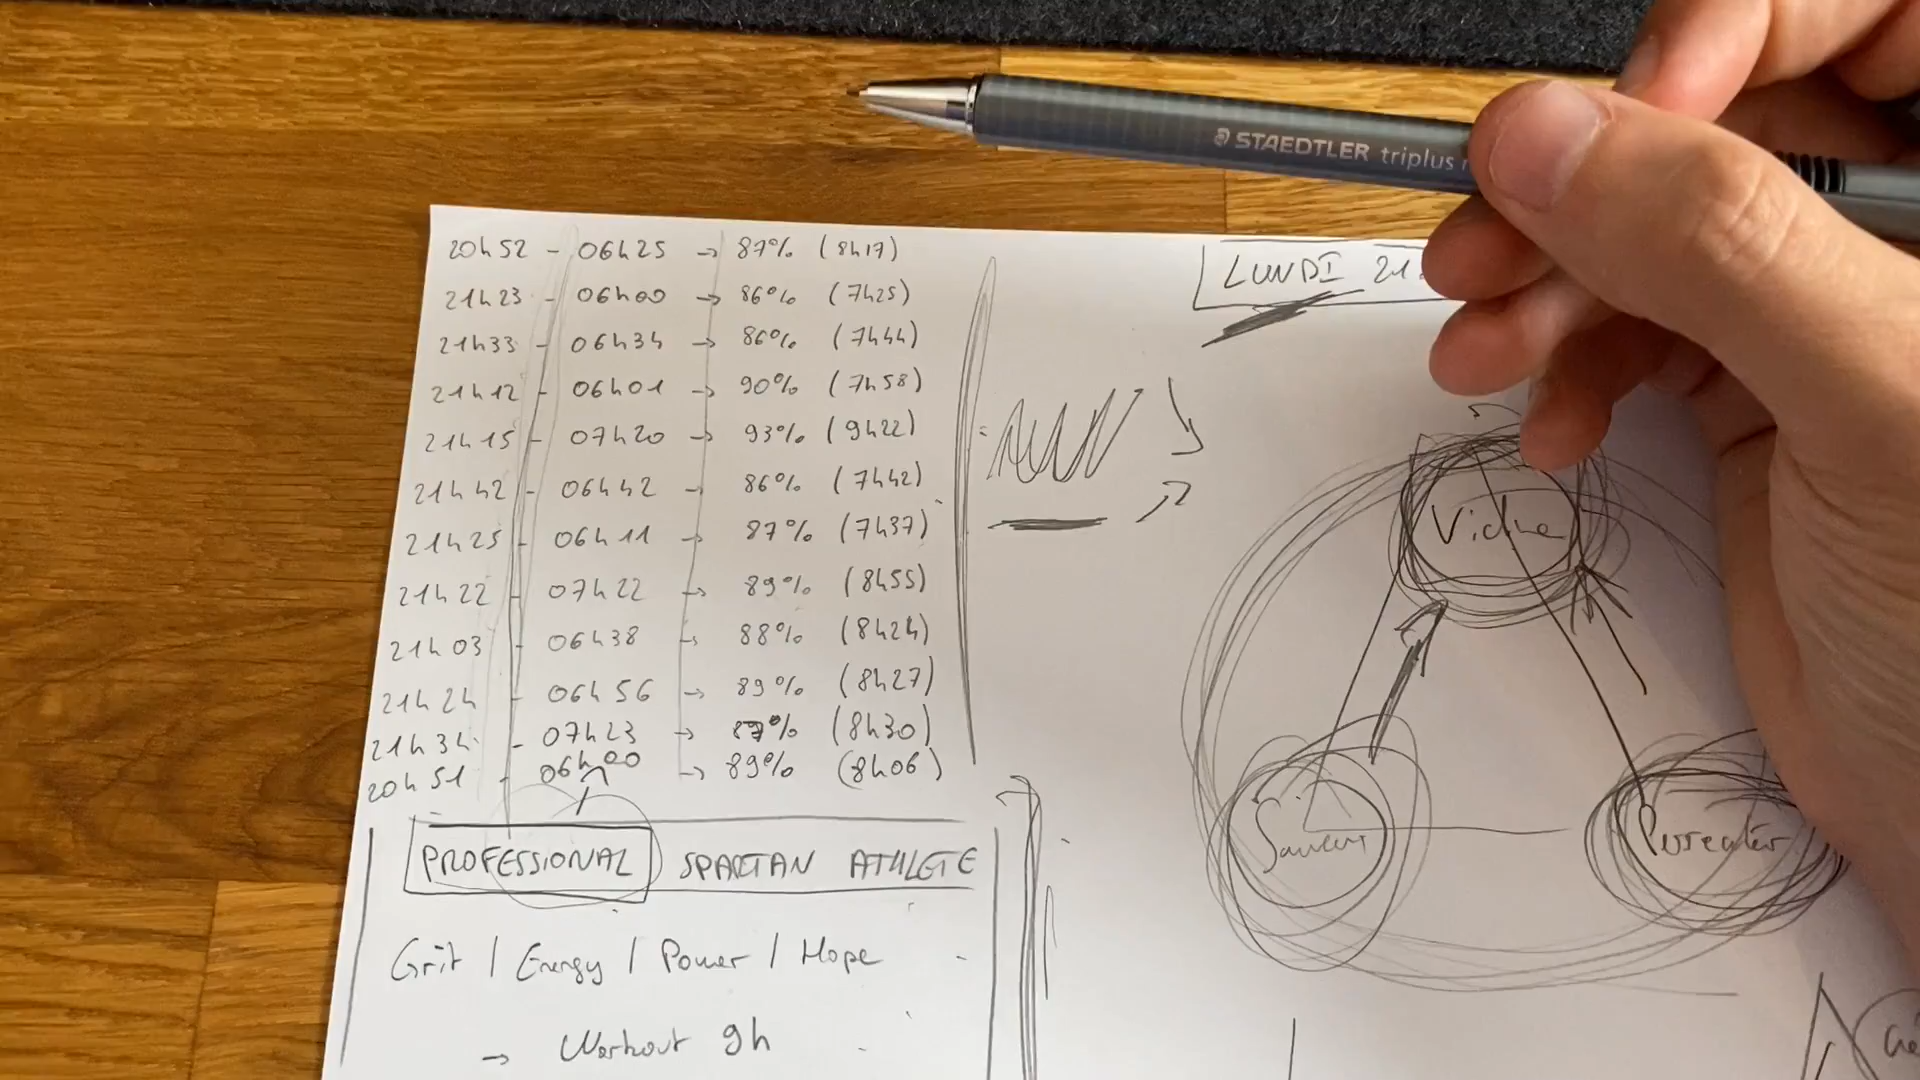 STAEDTLER triplus
20h52 - 06h25 → 87% (8h17)
21h23 - 06h00 → 86% (7h25)
21h33 - 06h34 → 86% (7h44)
21h12 - 06h01 → 90% (7h58)
21h15 - 07h20 → 93% (9h22)
21h42 - 06h42 → 86% (7h42)
21h25 - 06h11 → 87% (7h37)
21h22 - 07h22 → 89% (8h55)
21h03 - 06h38 → 88% (8h24)
21h24 - 06h56 → 89% (8h27)
21h34 - 07h23 → 87% (8h30)
20h51 - 06h00 → 89% (8h06)
PROFESSIONAL SPARTAN ATHLETE
Grit / Energy / Power / Hope
→ Workout 9h
LUNDI 21